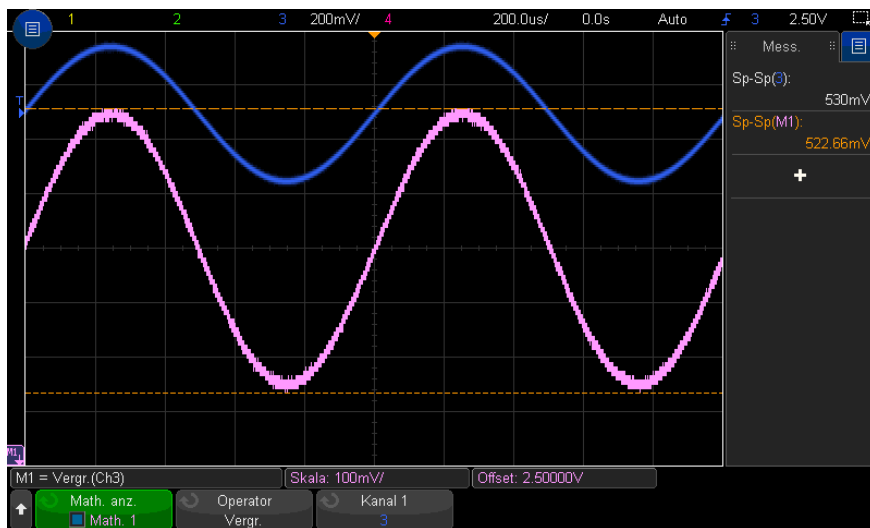 1 2 3 200mV/ 4 200.0us/ 0.0s Auto 3 2.50V
Mess.
Sp-Sp(3):
530mV
Sp-Sp(M1):
522.66mV
+
T
M1
M1 = Vergr.(Ch3) Skala: 100mV/ Offset: 2.50000V
Math. anz. Operator Kanal 1
Math. 1 Vergr. 3